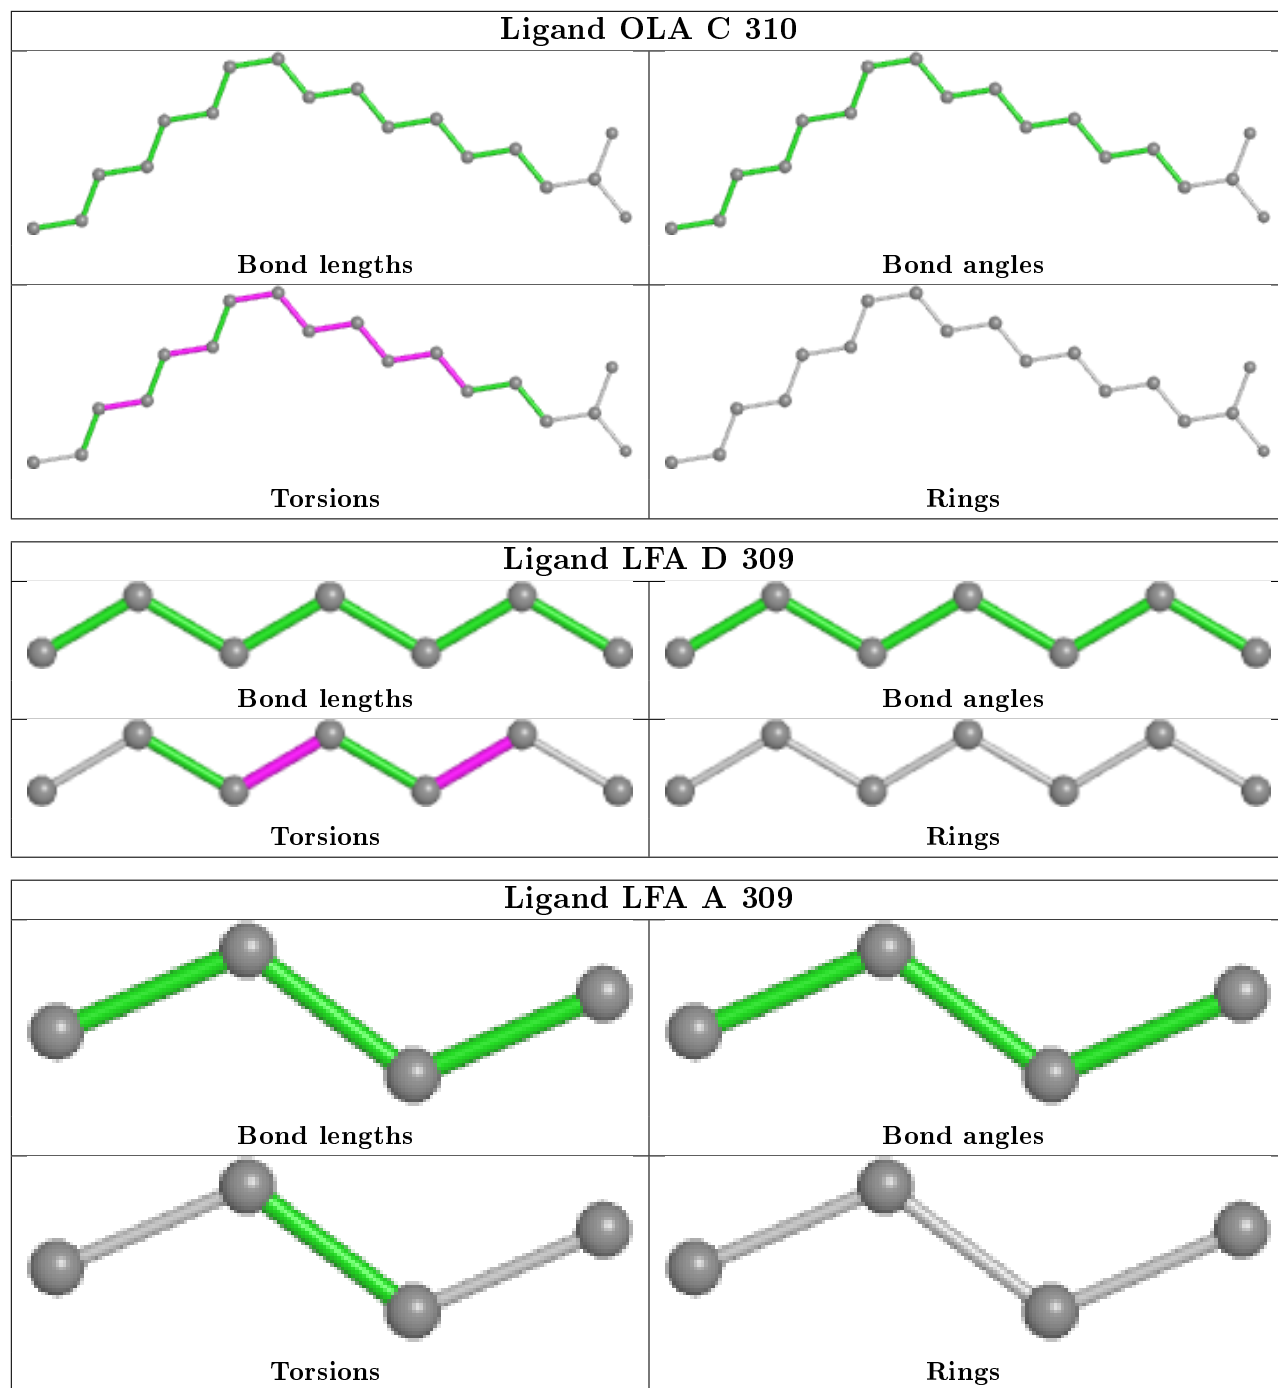 Ligand OLA C 310
Bond lengths
Bond angles
Torsions
Rings
Ligand LFA D 309
Bond lengths
Bond angles
Torsions
Rings
Ligand LFA A 309
Bond lengths
Bond angles
Torsions
Rings